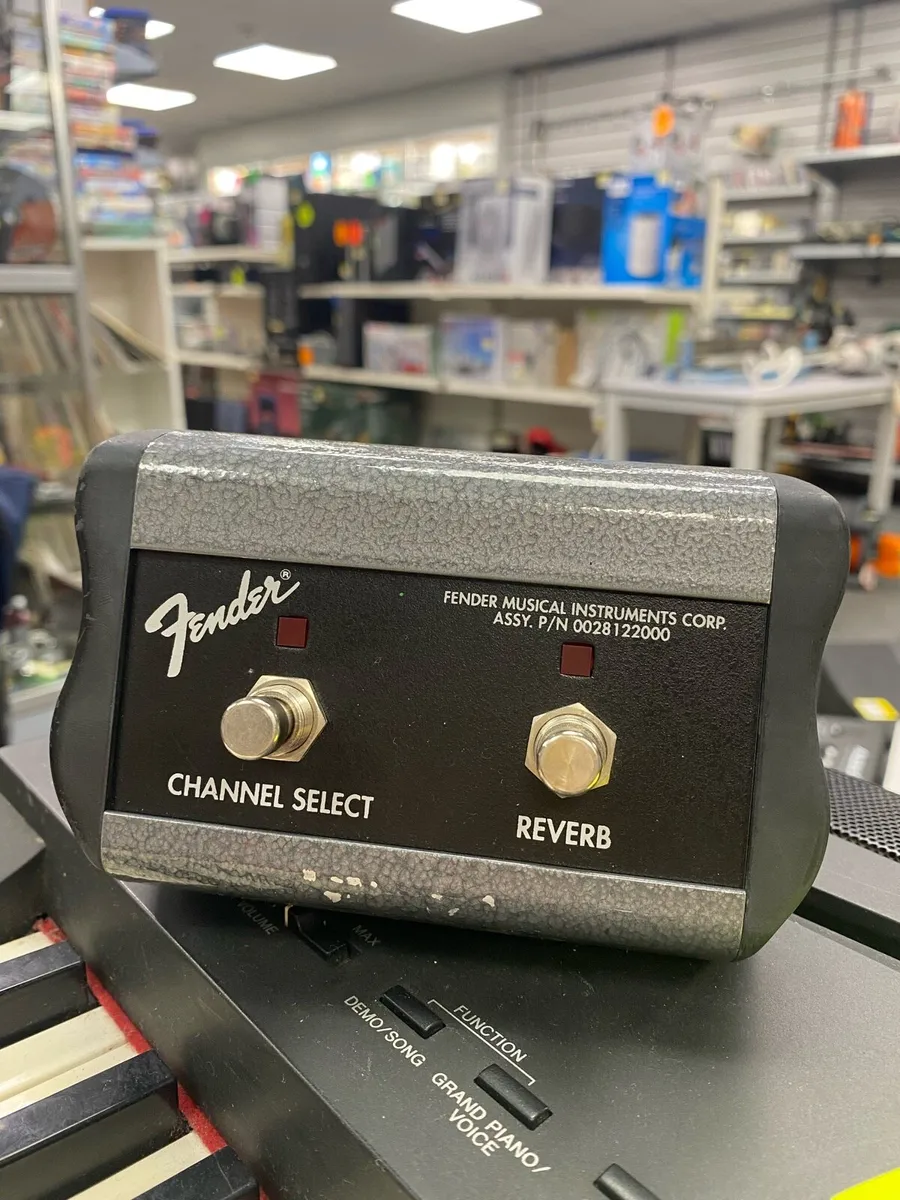 Fender®
FENDER MUSICAL INSTRUMENTS CORP.
ASSY. P/N 0028122000
CHANNEL SELECT
REVERB
VOLUME
MAX
FUNCTION
DEMO/SONG
GRAND PIANO/
VOICE